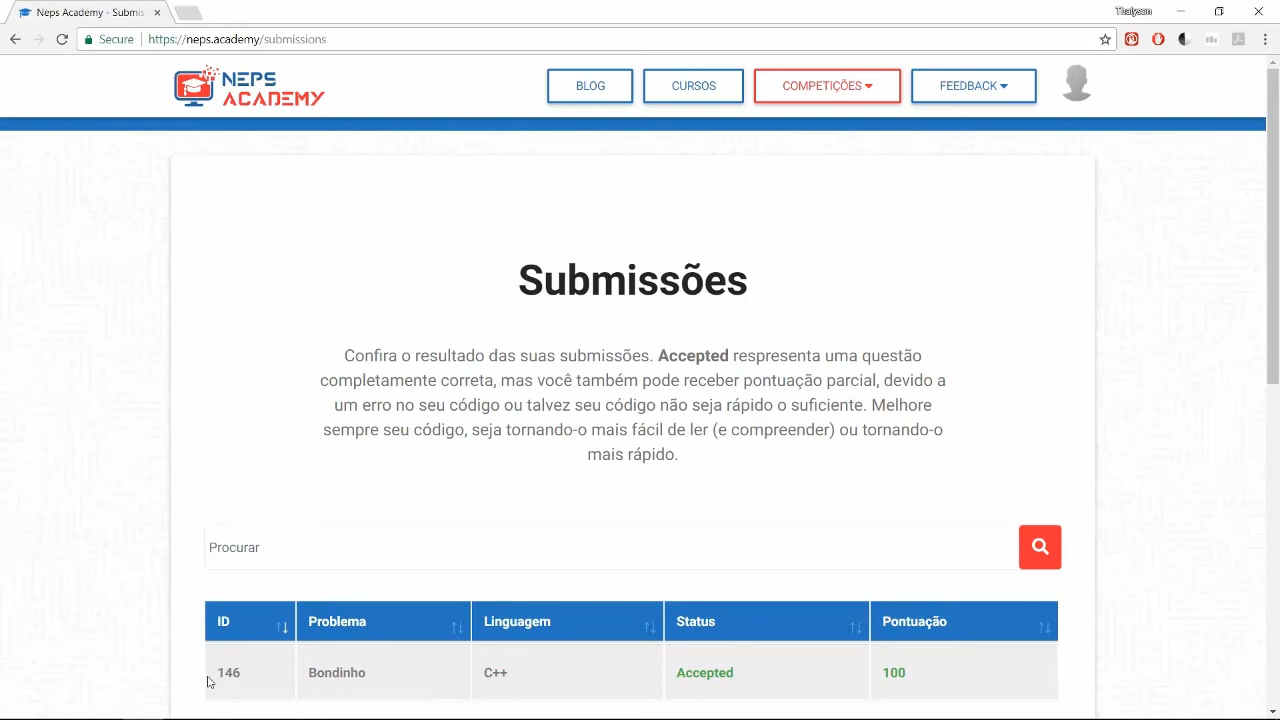 Neps Academy - Submis
Thalyson
Secure
https://neps.academy/submissions
NEPS
ACADEMY
BLOG
CURSOS
COMPETIÇÕES
FEEDBACK
Submissões
Confira o resultado das suas submissões. Accepted respresenta uma questão
completamente correta, mas você também pode receber pontuação parcial, devido a
um erro no seu código ou talvez seu código não seja rápido o suficiente. Melhore
sempre seu código, seja tornando-o mais fácil de ler (e compreender) ou tornando-o
mais rápido.
Procurar
ID Problema Linguagem Status Pontuação
146 Bondinho C++ Accepted 100